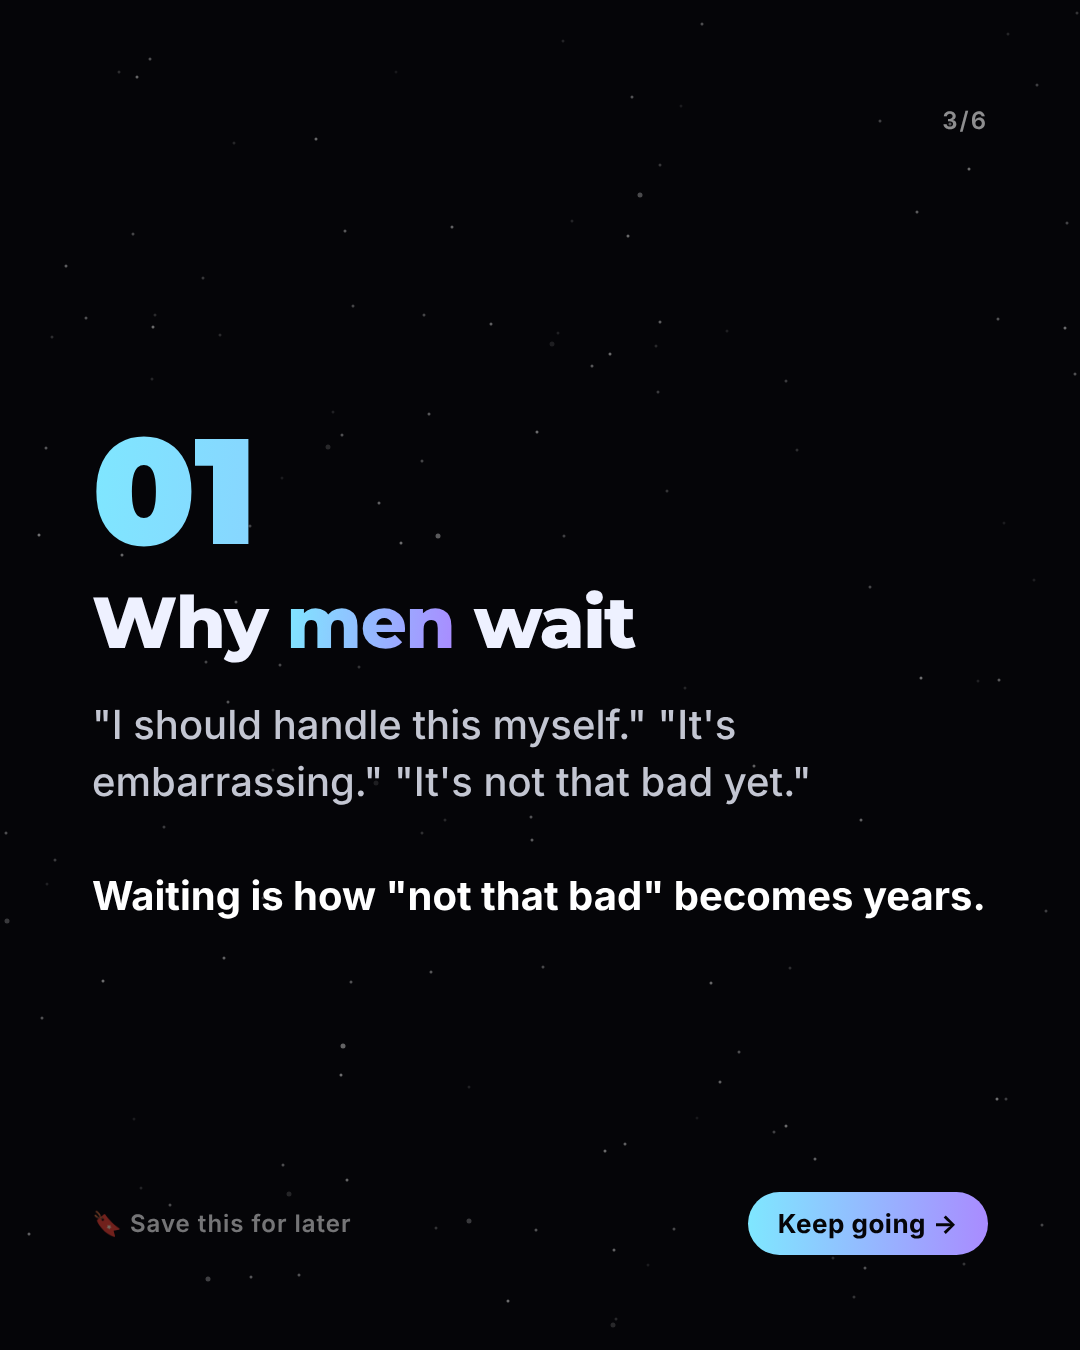 3/6
01
Why men wait
"I should handle this myself." "It's
embarrassing." "It's not that bad yet."
Waiting is how "not that bad" becomes years.
🔖 Save this for later
Keep going →